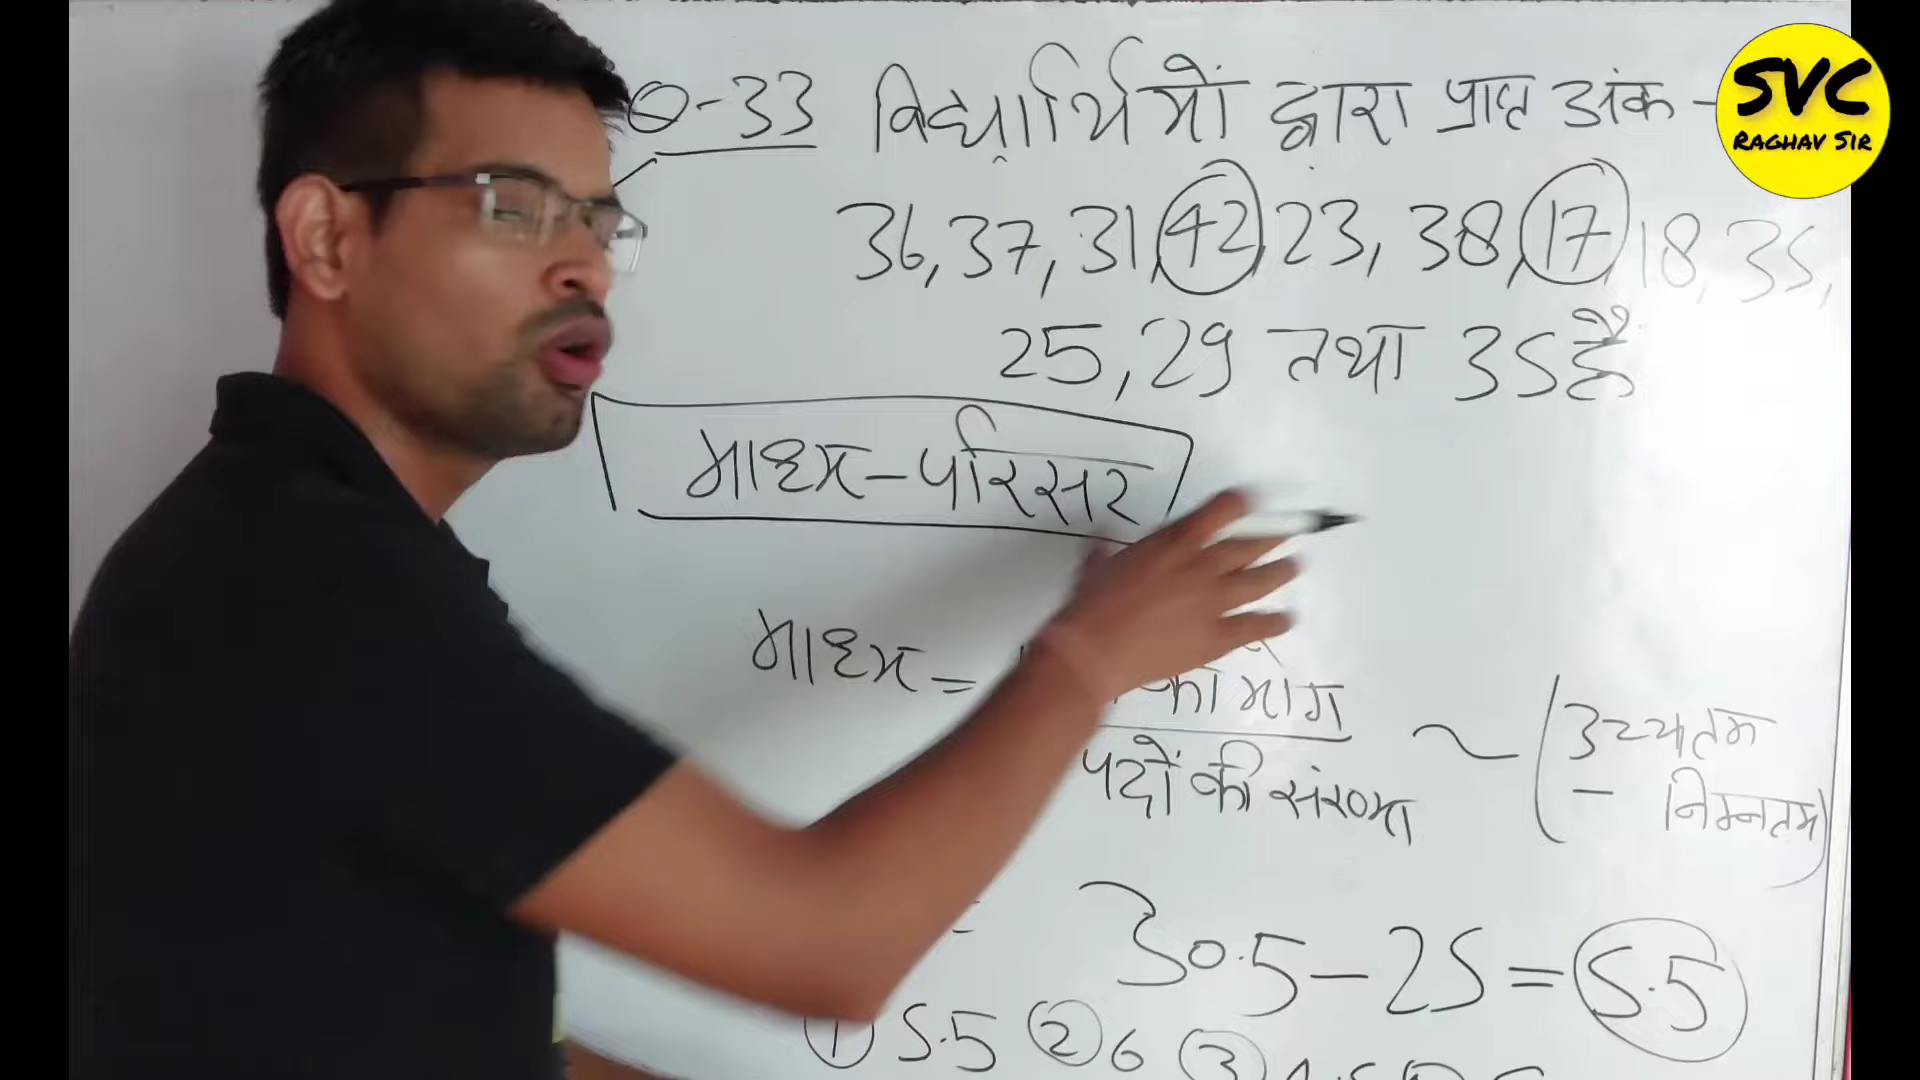 SVC
RAGHAV SIR
Q-33 विद्यार्थियों द्वारा प्राप्त अंक -
36, 37, 31, 42, 23, 38, 17, 18, 35,
25, 29 तथा 35 है
माध्य - परिसर
माध्य = का योग
पदों की संख्या
~ (उच्चतम
- निम्नतम)
30.5 - 25 = 5.5
① 5.5 ② 6 ③